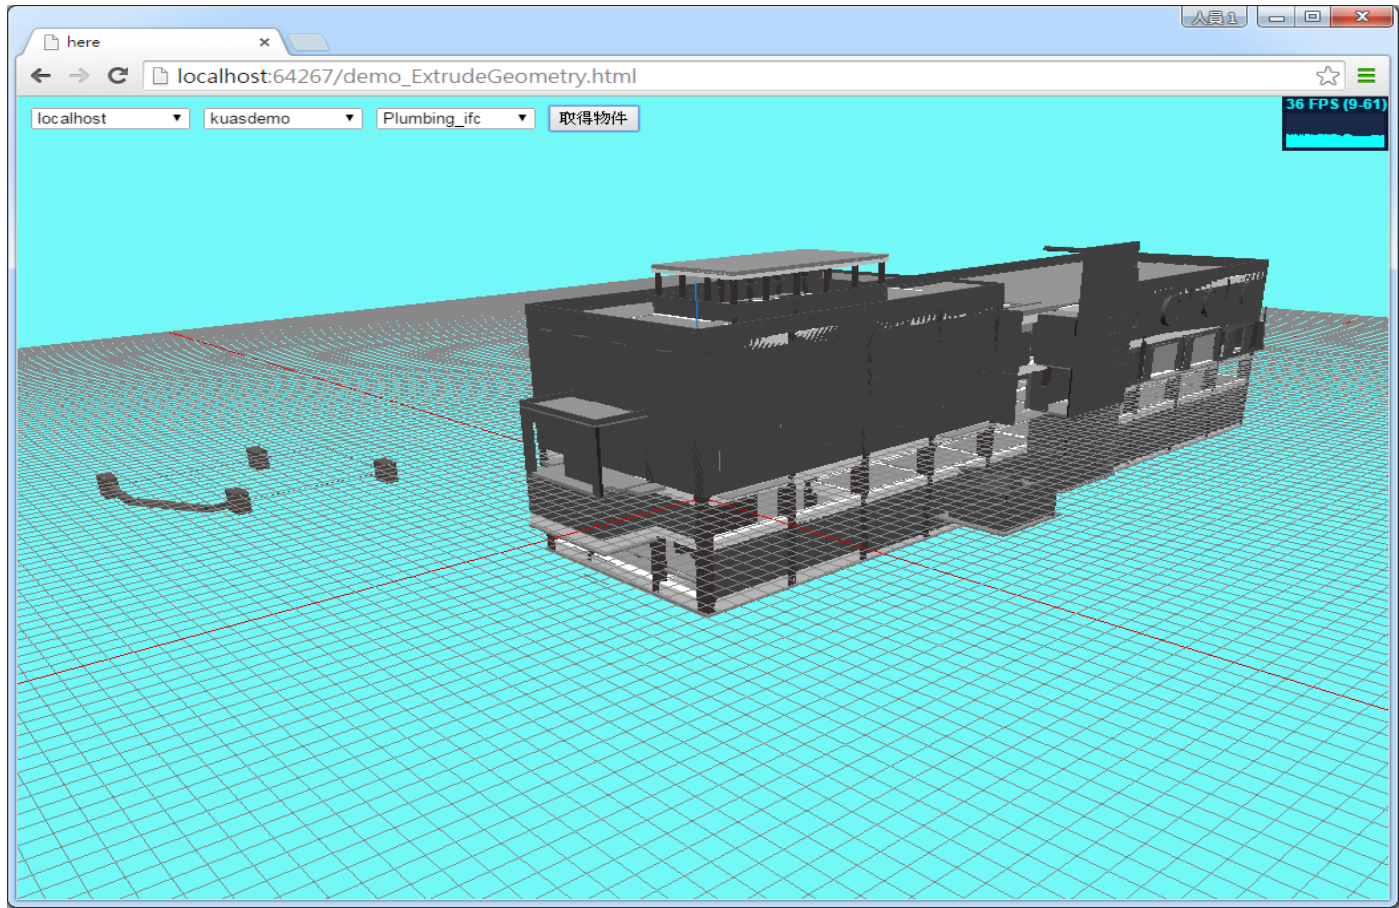 人員1
here
localhost:64267/demo_ExtrudeGeometry.html
localhost kuasdemo Plumbing_ifc 取得物件
36 FPS (9-61)